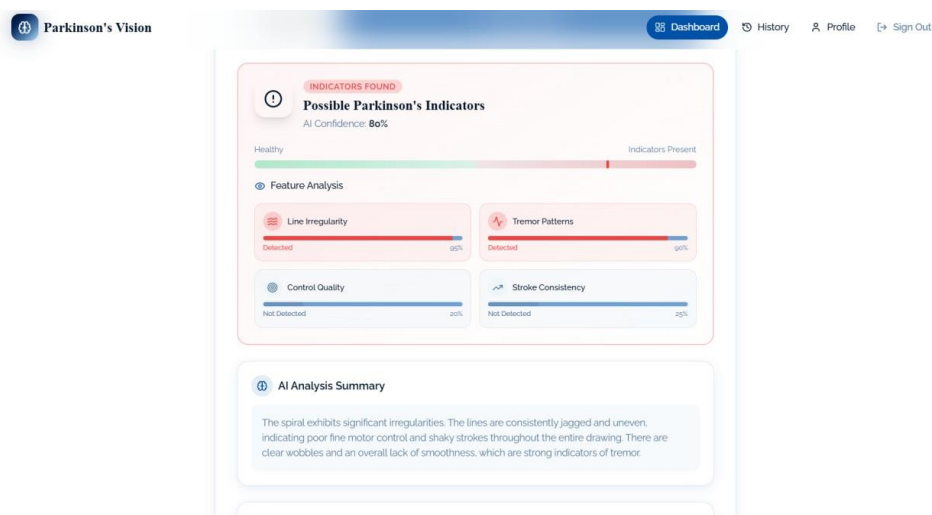 Parkinson's Vision
Dashboard
History
Profile
Sign Out
INDICATORS FOUND
Possible Parkinson's Indicators
AI Confidence: 80%
Healthy
Indicators Present
Feature Analysis
Line Irregularity
Detected
95%
Tremor Patterns
Detected
90%
Control Quality
Not Detected
20%
Stroke Consistency
Not Detected
25%
AI Analysis Summary
The spiral exhibits significant irregularities. The lines are consistently jagged and uneven,
indicating poor fine motor control and shaky strokes throughout the entire drawing. There are
clear wobbles and an overall lack of smoothness, which are strong indicators of tremor.